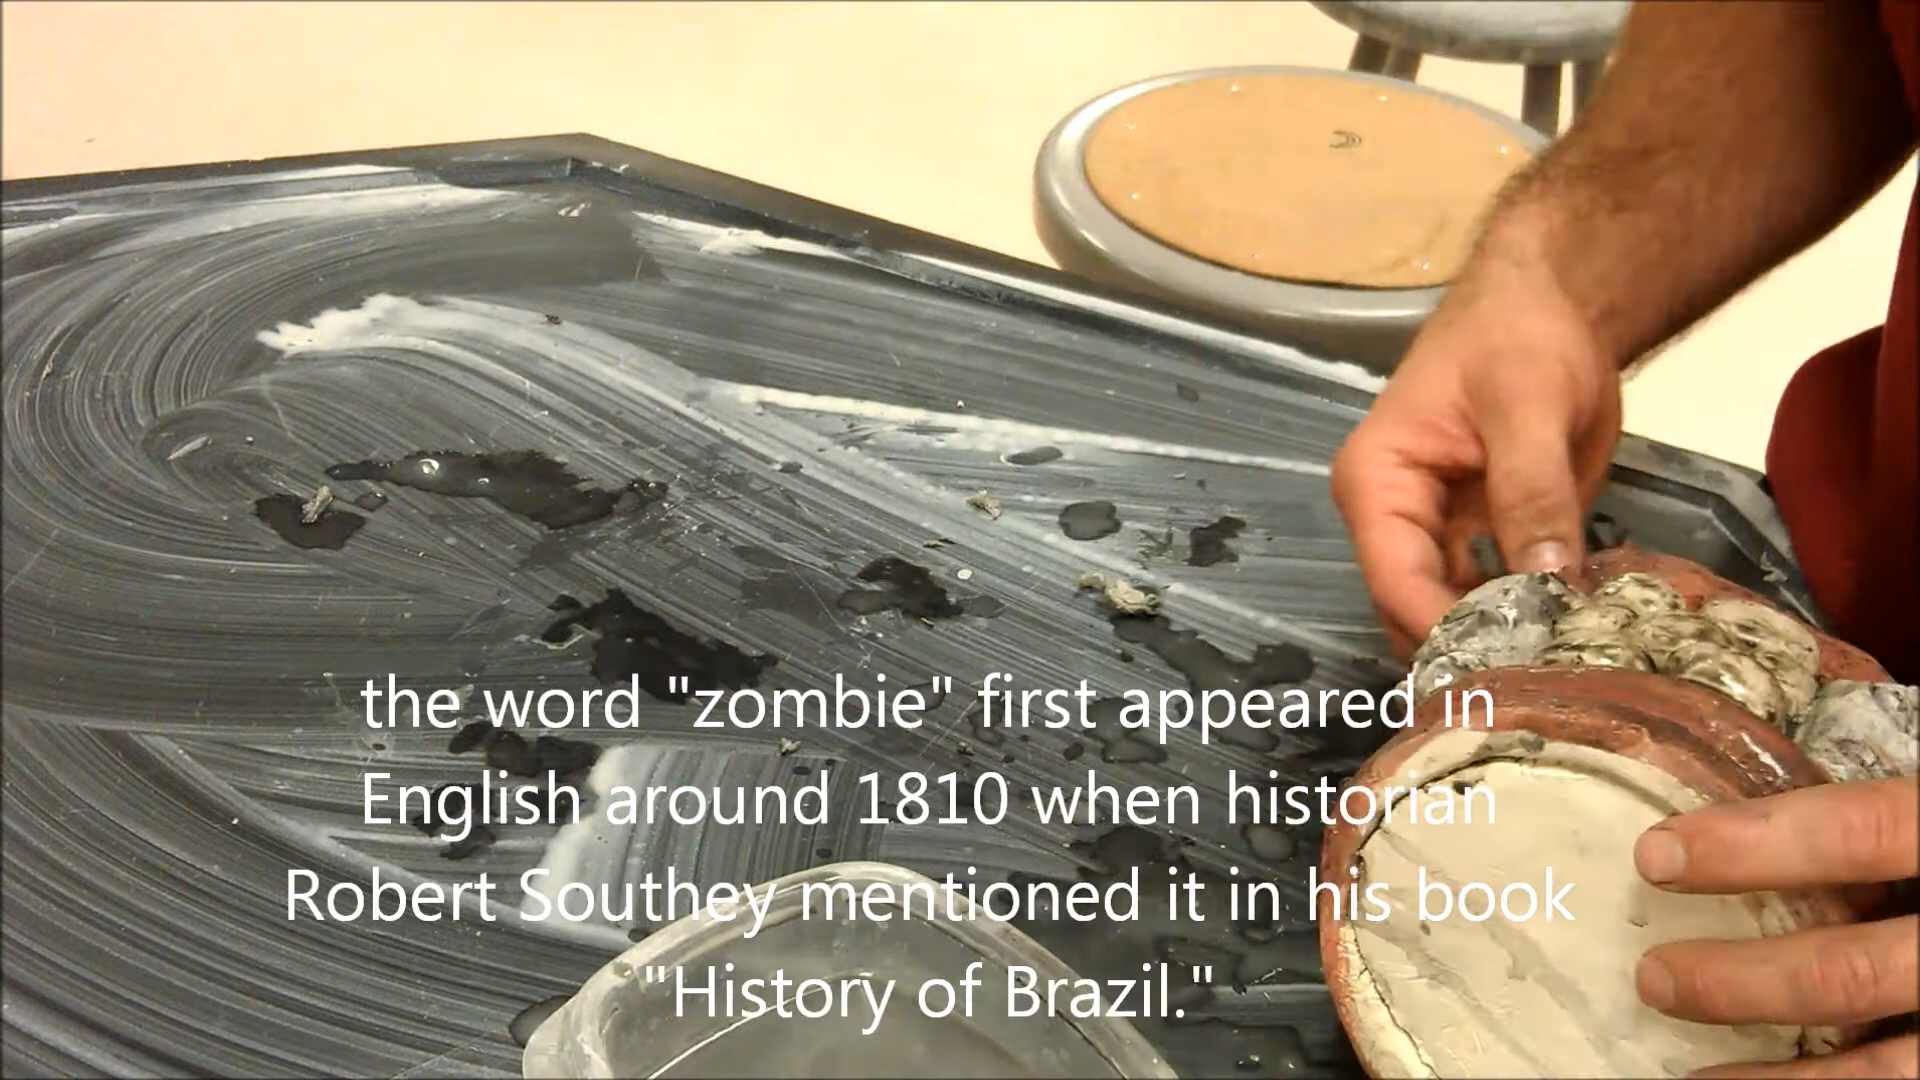 the word "zombie" first appeared in
English around 1810 when historian
Robert Southey mentioned it in his book
"History of Brazil."